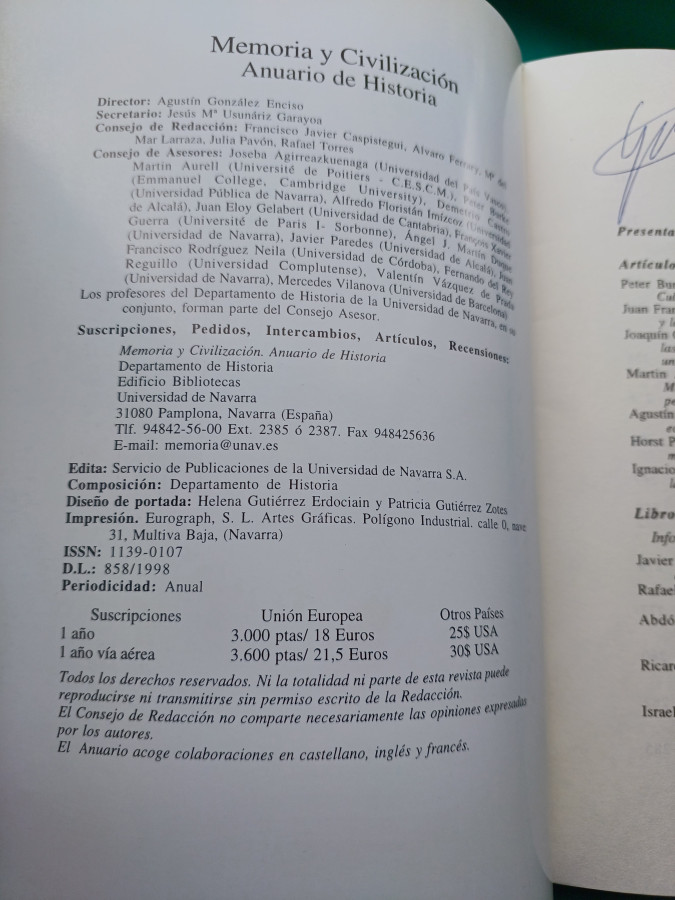 Memoria y Civilización
Anuario de Historia
Director: Agustín González Enciso
Secretario: Jesús Mª Usunáriz Garayoa
Consejo de Redacción: Francisco Javier Caspistegui, Alvaro Ferrary, Mª del
Mar Larraza, Julia Pavón, Rafael Torres
Consejo de Asesores: Joseba Agirreazkuenaga (Universidad del País Vasco),
Martin Aurell (Université de Poitiers - C.E.S.C.M.), Peter Burke
(Emmanuel College, Cambridge University), Demetrio Castro
(Universidad Pública de Navarra), Alfredo Floristán Imízcoz (Universidad
de Alcalá), Juan Eloy Gelabert (Universidad de Cantabria), François Xavier
Guerra (Université de Paris I- Sorbonne), Ángel J. Martín Duque
(Universidad de Navarra), Javier Paredes (Universidad de Alcalá), José
Francisco Rodríguez Neila (Universidad de Córdoba), Fernando del Rey
Reguillo (Universidad Complutense), Valentín Vázquez de Prada
(Universidad de Navarra), Mercedes Vilanova (Universidad de Barcelona)
Los profesores del Departamento de Historia de la Universidad de Navarra, en su
conjunto, forman parte del Consejo Asesor.
Suscripciones, Pedidos, Intercambios, Artículos, Recensiones:
Memoria y Civilización. Anuario de Historia
Departamento de Historia
Edificio Bibliotecas
Universidad de Navarra
31080 Pamplona, Navarra (España)
Tlf. 94842-56-00 Ext. 2385 ó 2387. Fax 948425636
E-mail: memoria@unav.es
Edita: Servicio de Publicaciones de la Universidad de Navarra S.A.
Composición: Departamento de Historia
Diseño de portada: Helena Gutiérrez Erdociain y Patricia Gutiérrez Zotes
Impresión. Eurograph, S. L. Artes Gráficas. Polígono Industrial. calle 0, nave
31, Multiva Baja, (Navarra)
ISSN: 1139-0107
D.L.: 858/1998
Periodicidad: Anual
Suscripciones Unión Europea Otros Países
1 año 3.000 ptas/ 18 Euros 25$ USA
1 año vía aérea 3.600 ptas/ 21,5 Euros 30$ USA
Todos los derechos reservados. Ni la totalidad ni parte de esta revista puede
reproducirse ni transmitirse sin permiso escrito de la Redacción.
El Consejo de Redacción no comparte necesariamente las opiniones expresadas
por los autores.
El Anuario acoge colaboraciones en castellano, inglés y francés.
Presenta
Artículo
Peter Bu
Cul
Juan Fran
y la
Joaquín
las
un
Martin
M
pe
Agustín
Horst P
m
Ignacio
Libro
Info
Javier
Rafae
Abdó
Ricar
Israel